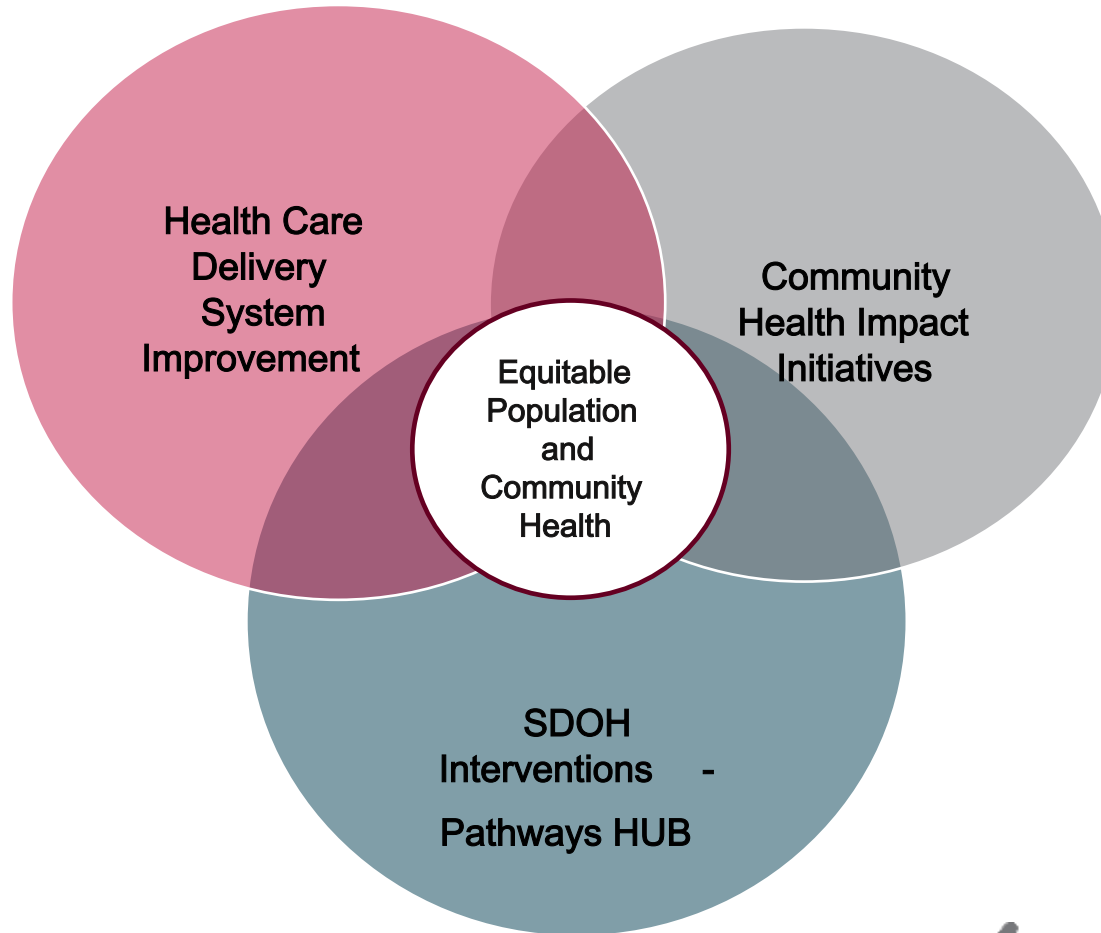 Health Care
Delivery
System
Improvement
Community
Health Impact
Initiatives
Equitable
Population
and
Community
Health
SDOH
Interventions -
Pathways HUB